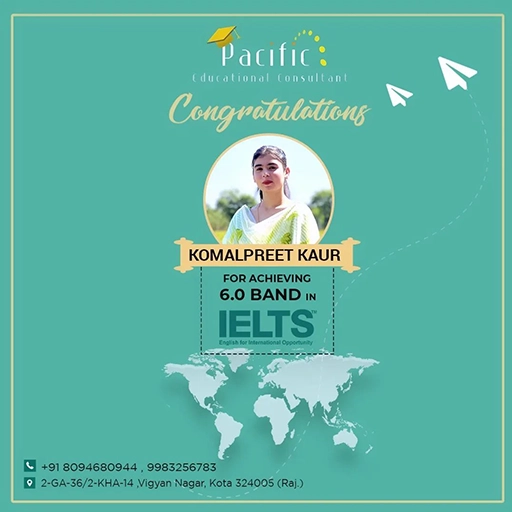 Pacific
Educational Consultant
Congratulations
KOMALPREET KAUR
FOR ACHIEVING
6.0 BAND IN
IELTS™
English for International Opportunity
+91 8094680944 , 9983256783
2-GA-36/2-KHA-14 ,Vigyan Nagar, Kota 324005 (Raj.)